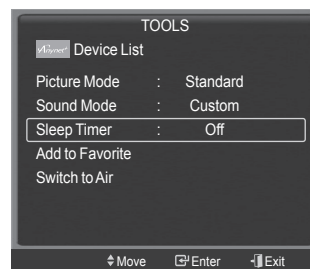 TOOLS
Anynet+ Device List
Picture Mode : Standard
Sound Mode : Custom
Sleep Timer : Off
Add to Favorite
Switch to Air
Move Enter Exit